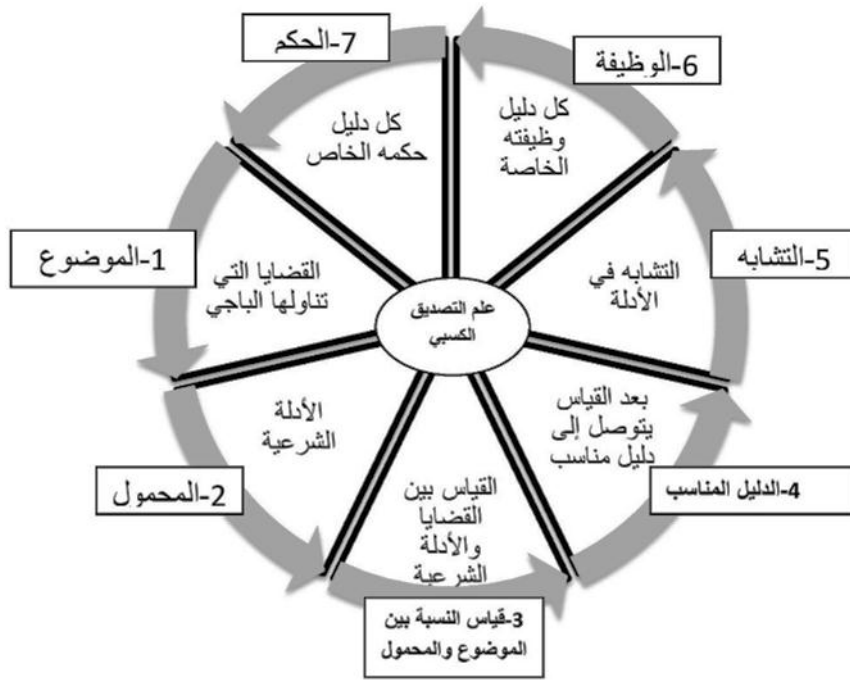 علم التصديق
الكسبي
1-الموضوع
القضايا التي
تناولها الباجي
2-المحمول
الأدلة
الشرعية
3-قياس النسبة بين
الموضوع والمحمول
القياس بين
القضايا
والأدلة
الشرعية
4-الدليل المناسب
بعد القياس
يتوصل إلى
دليل مناسب
5-التشابه
التشابه في
الأدلة
6-الوظيفة
كل دليل
وظيفته
الخاصة
7-الحكم
كل دليل
حكمه الخاص